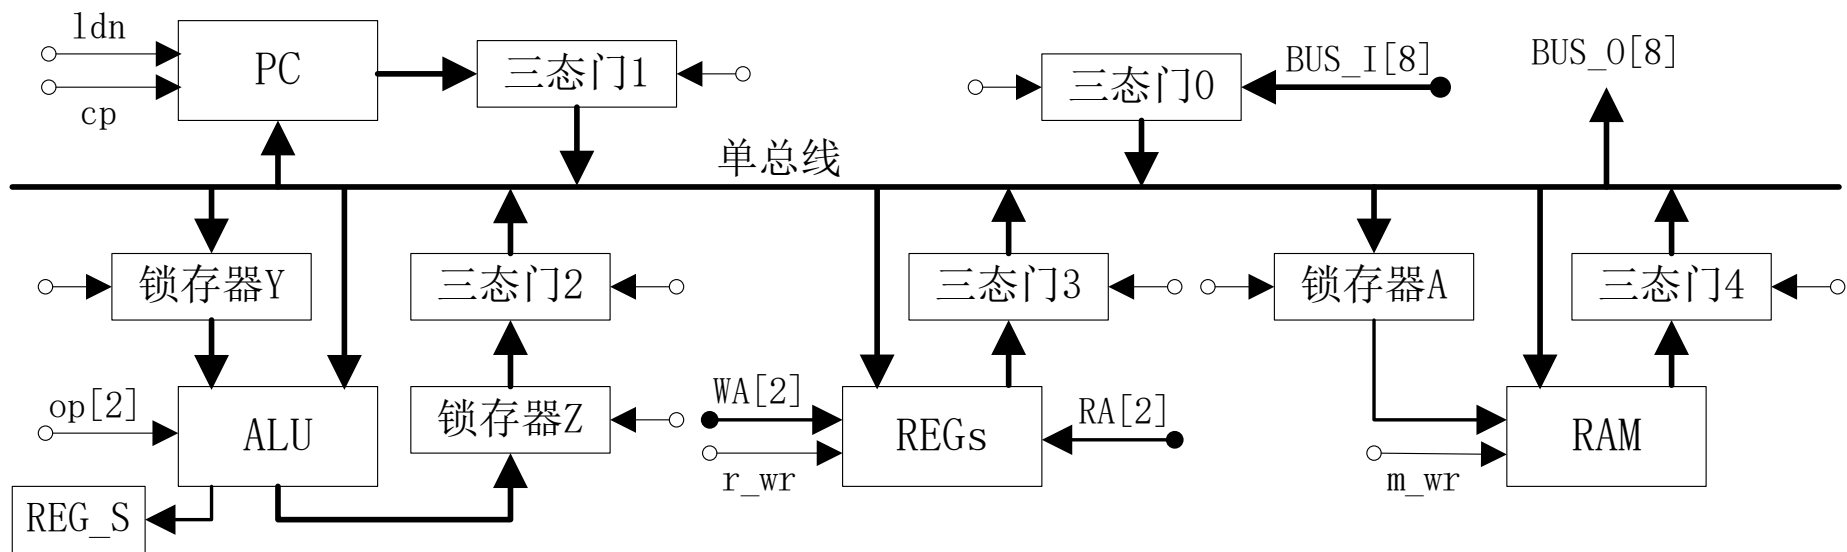 ldn
cp
PC
三态门1
三态门0
BUS_I[8]
BUS_O[8]
单总线
锁存器Y
三态门2
三态门3
锁存器A
三态门4
op[2]
ALU
锁存器Z
WA[2]
r_wr
REGs
RA[2]
m_wr
RAM
REG_S